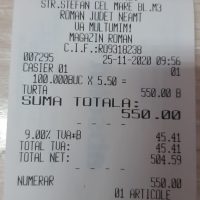 STR.STEFAN CEL MARE BL.M3
ROMAN JUDET NEAMT
VA MULTUMIM!
MAGAZIN ROMAN
C.I.F.:RO9318238
007295 25-11-2020 09:56
CASIER 01 01
100.000BUC X 5.50 =
TURTA 550.00 B
SUMA TOTALA:
550.00
9.00% TVA*B 45.41
TOTAL TVA: 45.41
TOTAL NET: 504.59
NUMERAR 550.00
01 ARTICOLE